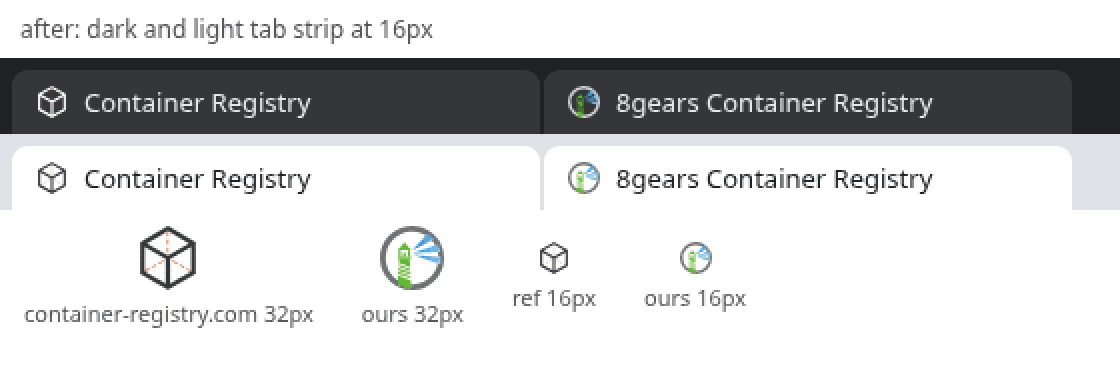 after: dark and light tab strip at 16px
Container Registry
8gears Container Registry
Container Registry
8gears Container Registry
container-registry.com 32px
ours 32px
ref 16px
ours 16px